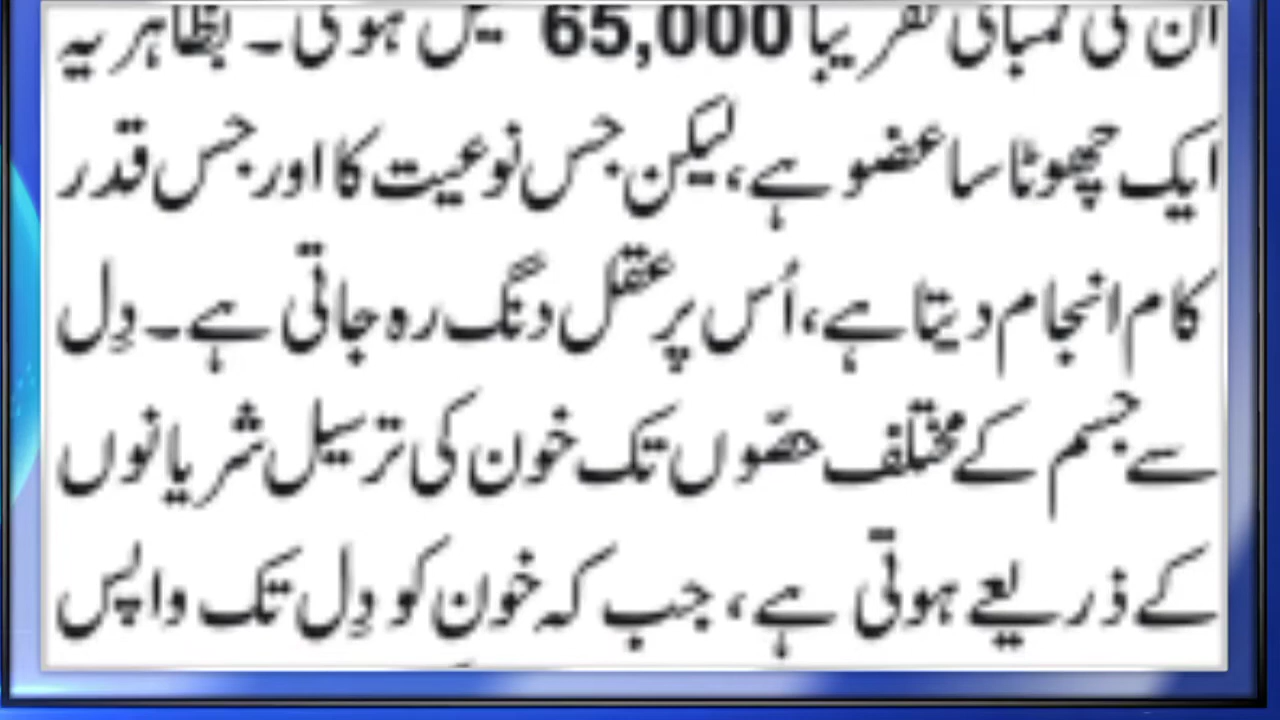 ان کی لمبائی تقریباً 65,000 میل ہوتی۔ بظاہر یہ
ایک چھوٹا سا عضو ہے، لیکن جس نوعیت کا اور جس قدر
کام انجام دیتا ہے، اُس پر عقل دنگ رہ جاتی ہے۔ دِل
سے جسم کے مختلف حصّوں تک خون کی ترسیل شریانوں
کے ذریعے ہوتی ہے، جب کہ خون کو دِل تک واپس